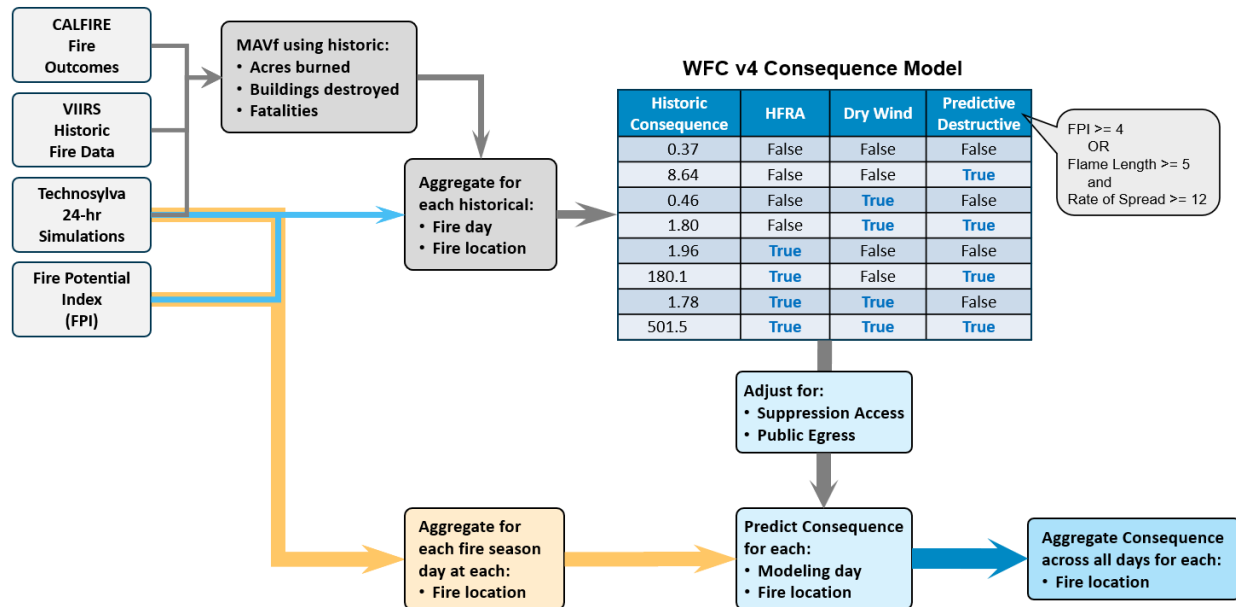 CALFIRE
Fire
Outcomes
VIIRS
Historic
Fire Data
Technosylva
24-hr
Simulations
Fire Potential
Index
(FPI)
MAVf using historic:
• Acres burned
• Buildings destroyed
• Fatalities
Aggregate for
each historical:
• Fire day
• Fire location
WFC v4 Consequence Model
Historic Consequence HFRA Dry Wind Predictive Destructive
0.37 False False False
8.64 False False True
0.46 False True False
1.80 False True True
1.96 True False False
180.1 True False True
1.78 True True False
501.5 True True True
FPI >= 4
OR
Flame Length >= 5
and
Rate of Spread >= 12
Adjust for:
• Suppression Access
• Public Egress
Aggregate for
each fire season
day at each:
• Fire location
Predict Consequence
for each:
• Modeling day
• Fire location
Aggregate Consequence
across all days for each:
• Fire location